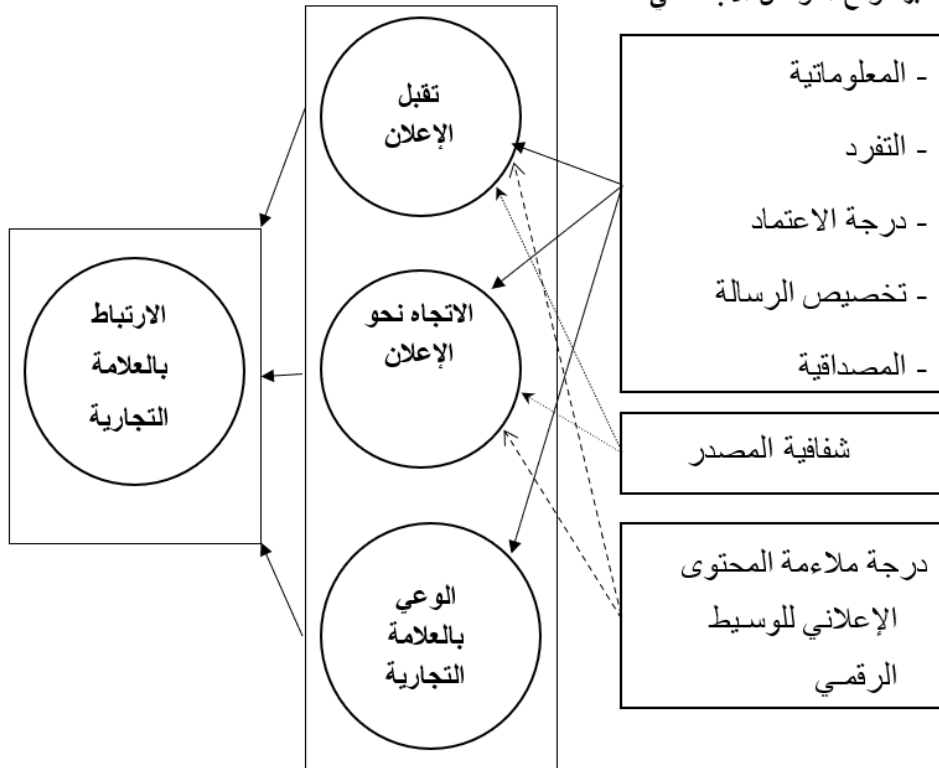 - المعلوماتية
- التفرد
- درجة الاعتماد
- تخصيص الرسالة
- المصداقية
شفافية المصدر
درجة ملاءمة المحتوى
الإعلاني للوسيط
الرقمي
تقبل
الإعلان
الاتجاه نحو
الإعلان
الوعي
بالعلامة
التجارية
الارتباط
بالعلامة
التجارية